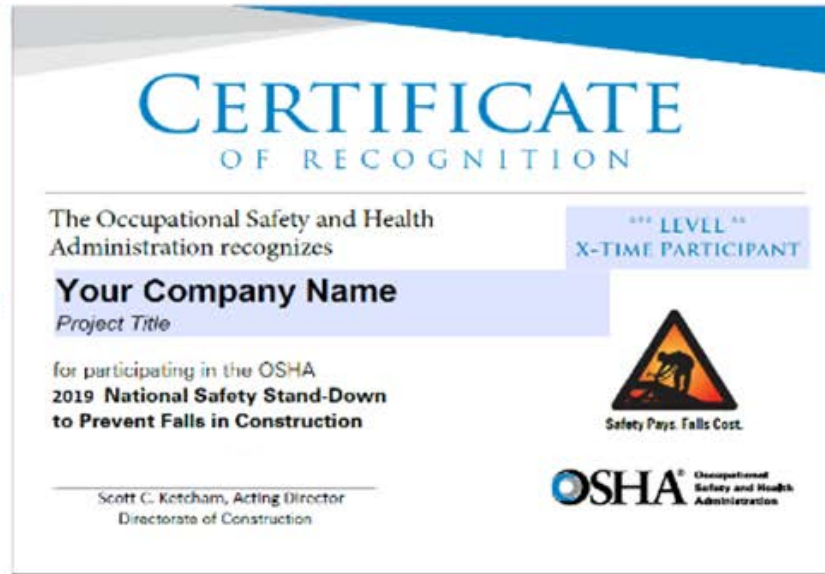 CERTIFICATE
OF RECOGNITION
The Occupational Safety and Health
Administration recognizes
*** LEVEL **
X-TIME PARTICIPANT
Your Company Name
Project Title
for participating in the OSHA
2019 National Safety Stand-Down
to Prevent Falls in Construction
Safety Pays. Falls Cost.
Scott C. Ketcham, Acting Director
Directorate of Construction
OSHA®
Occupational
Safety and Health
Administration